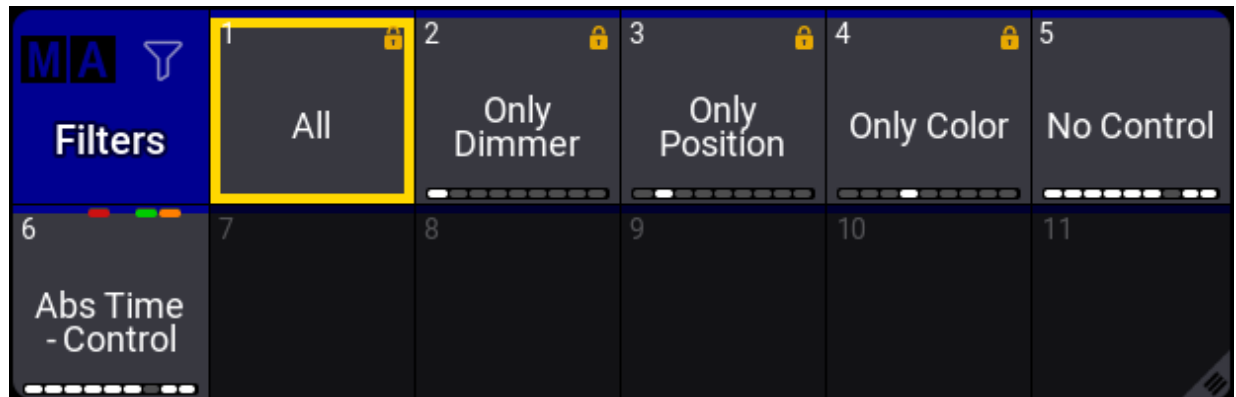 MA
Filters
1
All
2
Only
Dimmer
3
Only
Position
4
Only Color
5
No Control
6
Abs Time
- Control
7
8
9
10
11